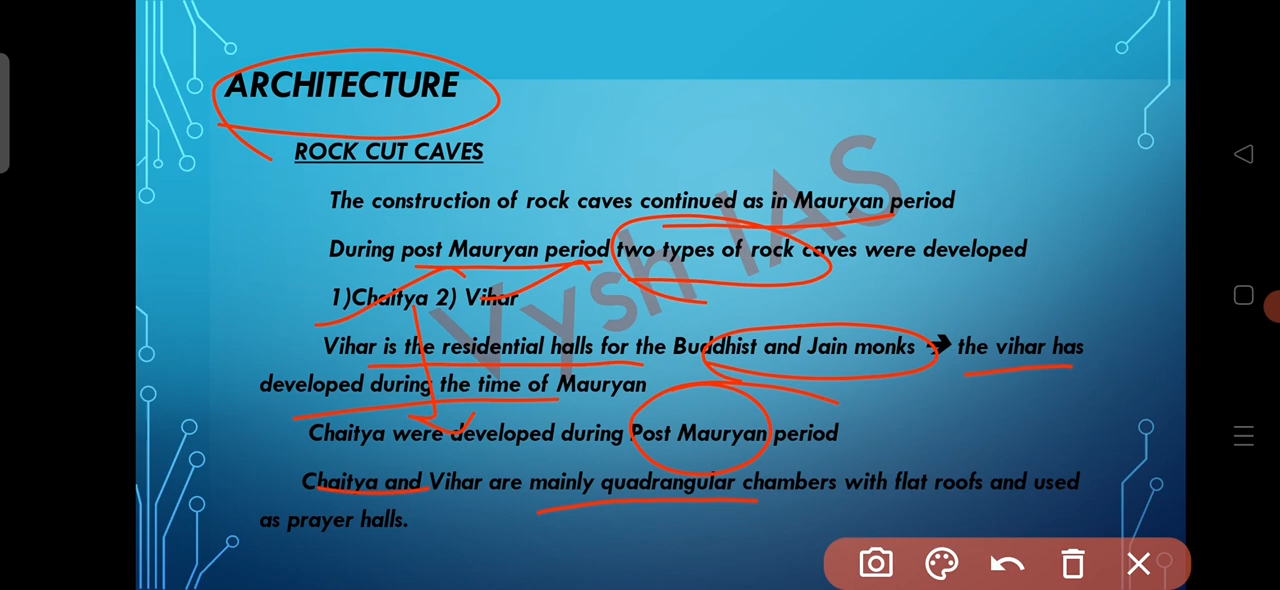 ARCHITECTURE
ROCK CUT CAVES
The construction of rock caves continued as in Mauryan period
During post Mauryan period two types of rock caves were developed
1)Chaitya 2) Vihar
Vihar is the residential halls for the Buddhist and Jain monks → the vihar has
developed during the time of Mauryan
Chaitya were developed during Post Mauryan period
Chaitya and Vihar are mainly quadrangular chambers with flat roofs and used
as prayer halls.
Vysh IAS